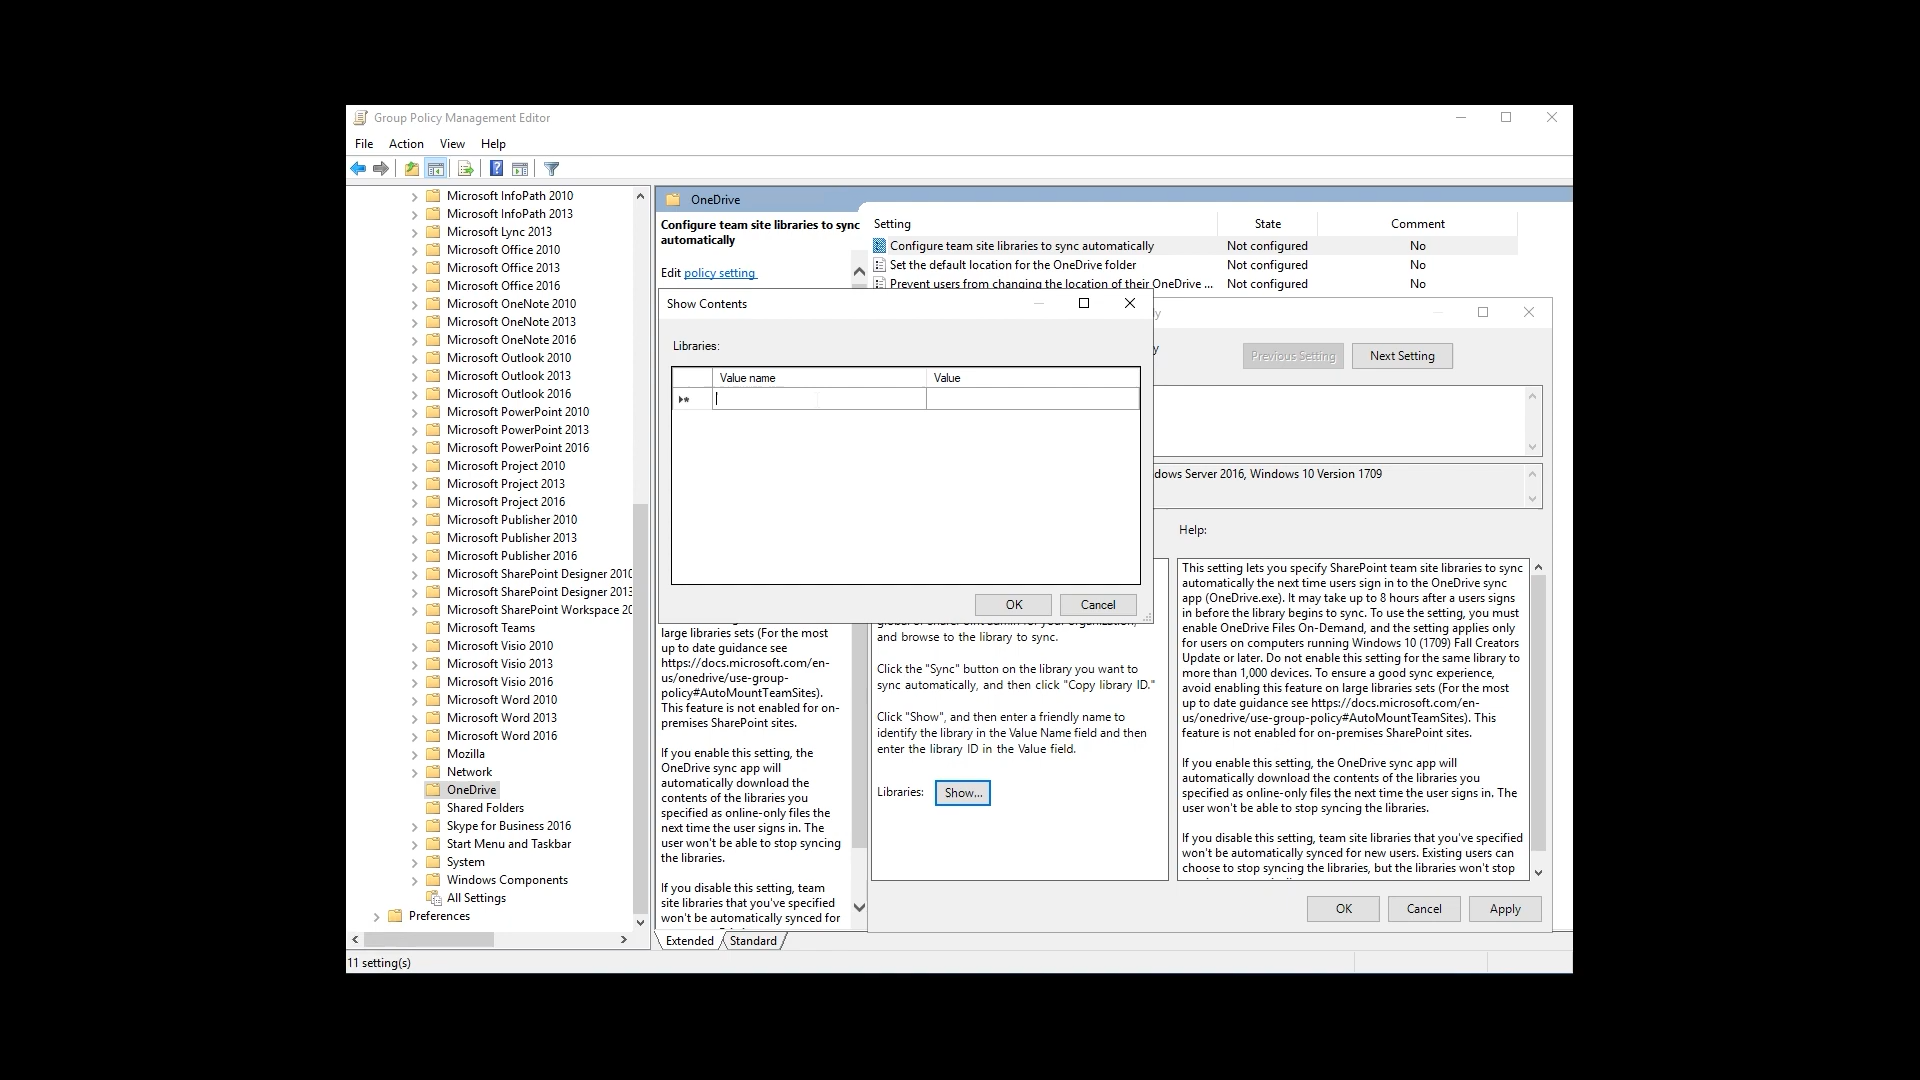 Group Policy Management Editor
File Action View Help
Microsoft InfoPath 2010
Microsoft InfoPath 2013
Microsoft Lync 2013
Microsoft Office 2010
Microsoft Office 2013
Microsoft Office 2016
Microsoft OneNote 2010
Microsoft OneNote 2013
Microsoft OneNote 2016
Microsoft Outlook 2010
Microsoft Outlook 2013
Microsoft Outlook 2016
Microsoft PowerPoint 2010
Microsoft PowerPoint 2013
Microsoft PowerPoint 2016
Microsoft Project 2010
Microsoft Project 2013
Microsoft Project 2016
Microsoft Publisher 2010
Microsoft Publisher 2013
Microsoft Publisher 2016
Microsoft SharePoint Designer 2010
Microsoft SharePoint Designer 2013
Microsoft SharePoint Workspace 20
Microsoft Teams
Microsoft Visio 2010
Microsoft Visio 2013
Microsoft Visio 2016
Microsoft Word 2010
Microsoft Word 2013
Microsoft Word 2016
Mozilla
Network
OneDrive
Shared Folders
Skype for Business 2016
Start Menu and Taskbar
System
Windows Components
All Settings
Preferences
11 setting(s)
OneDrive
Configure team site libraries to sync
automatically
Edit policy setting
Setting State Comment
Configure team site libraries to sync automatically Not configured No
Set the default location for the OneDrive folder Not configured No
Prevent users from changing the location of their OneDrive ... Not configured No
Show Contents
Libraries:
Value name Value
OK Cancel
y
y
Previous Setting Next Setting
dows Server 2016, Windows 10 Version 1709
Help:
large libraries sets (For the most
up to date guidance see
https://docs.microsoft.com/en-
us/onedrive/use-group-
policy#AutoMountTeamSites).
This feature is not enabled for on-
premises SharePoint sites.
If you enable this setting, the
OneDrive sync app will
automatically download the
contents of the libraries you
specified as online-only files the
next time the user signs in. The
user won't be able to stop syncing
the libraries.
If you disable this setting, team
site libraries that you've specified
won't be automatically synced for
Extended Standard
and browse to the library to sync.
Click the "Sync" button on the library you want to
sync automatically, and then click "Copy library ID."
Click "Show", and then enter a friendly name to
identify the library in the Value Name field and then
enter the library ID in the Value field.
Libraries: Show...
This setting lets you specify SharePoint team site libraries to sync
automatically the next time users sign in to the OneDrive sync
app (OneDrive.exe). It may take up to 8 hours after a users signs
in before the library begins to sync. To use the setting, you must
enable OneDrive Files On-Demand, and the setting applies only
for users on computers running Windows 10 (1709) Fall Creators
Update or later. Do not enable this setting for the same library to
more than 1,000 devices. To ensure a good sync experience,
avoid enabling this feature on large libraries sets (For the most
up to date guidance see https://docs.microsoft.com/en-
us/onedrive/use-group-policy#AutoMountTeamSites). This
feature is not enabled for on-premises SharePoint sites.
If you enable this setting, the OneDrive sync app will
automatically download the contents of the libraries you
specified as online-only files the next time the user signs in. The
user won't be able to stop syncing the libraries.
If you disable this setting, team site libraries that you've specified
won't be automatically synced for new users. Existing users can
choose to stop syncing the libraries, but the libraries won't stop
OK Cancel Apply